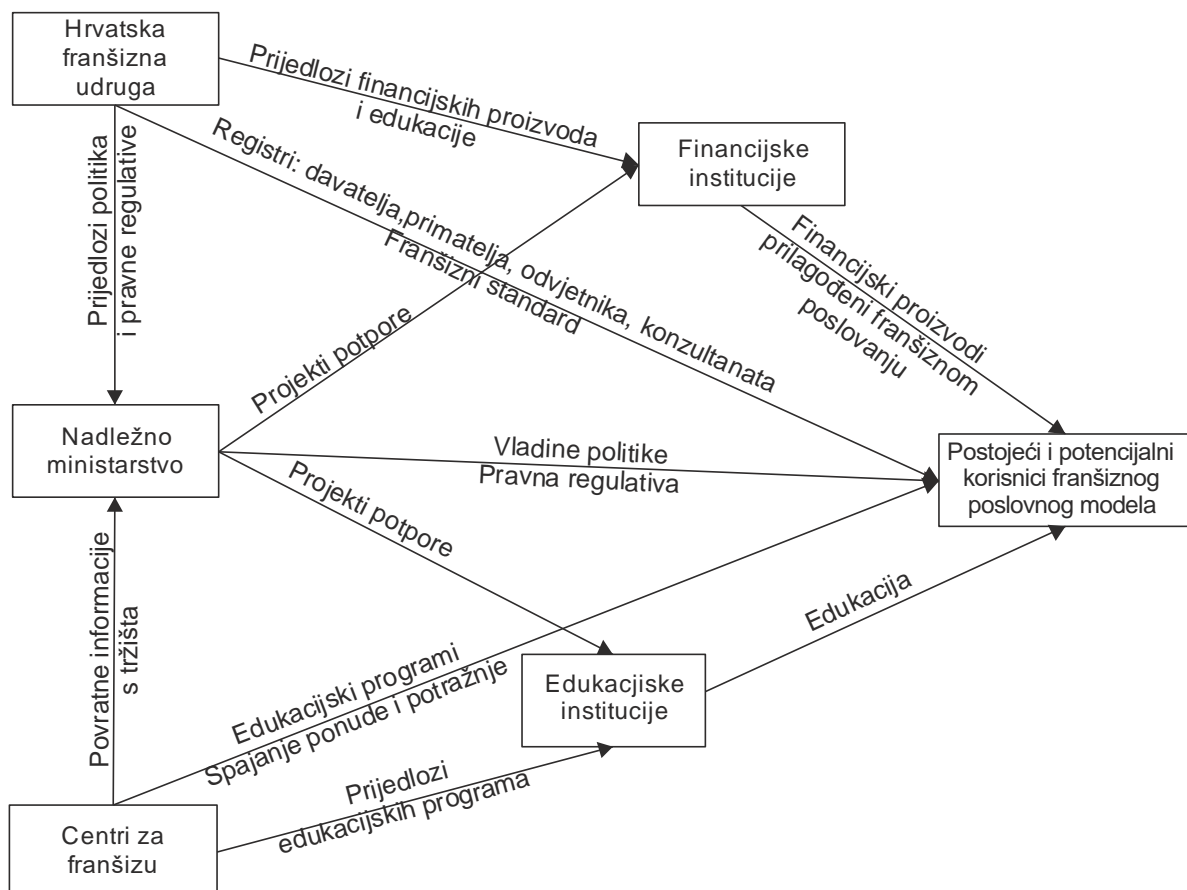 Hrvatska
franšizna
udruga
Prijedlozi financijskih proizvoda
i edukacije
Financijske
institucije
Prijedlozi politika
i pravne regulative
Registri: davatelja,primatelja, odvjetnika, konzultanata
Franšizni standard
Financijski proizvodi
prilagođeni franšiznom
poslovanju
Projekti potpore
Nadležno
ministarstvo
Vladine politike
Pravna regulativa
Postojeći i potencijalni
korisnici franšiznog
poslovnog modela
Projekti potpore
Povratne informacije
s tržišta
Edukacijski programi
Spajanje ponude i potražnje
Edukacjiske
institucije
Edukacija
Prijedlozi
edukacijskih programa
Centri za
franšizu